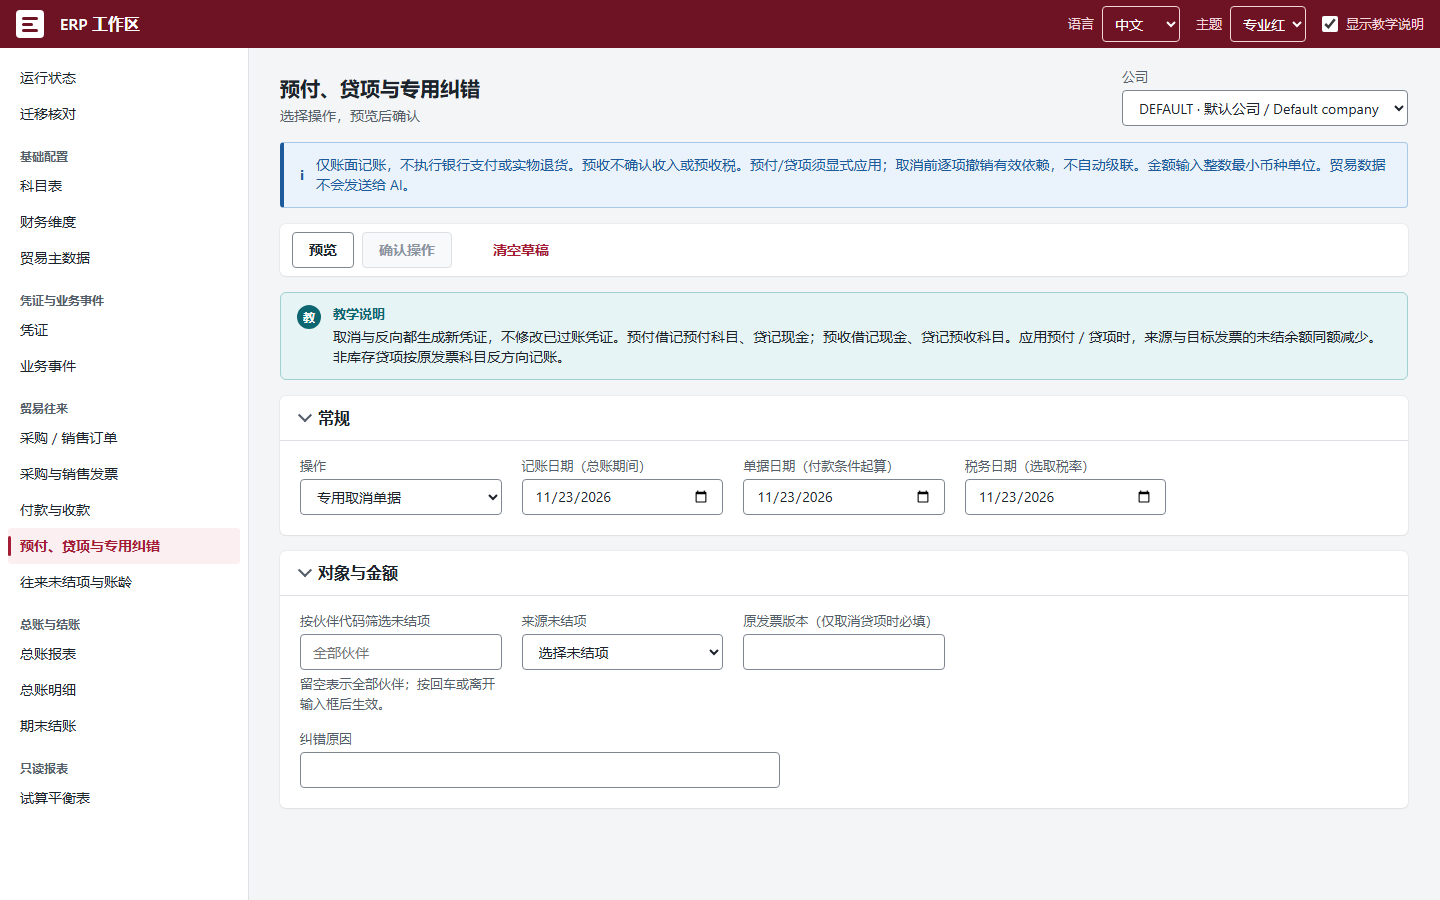 ERP 工作区
语言
中文
主题
专业红
显示教学说明
运行状态
迁移核对
基础配置
科目表
财务维度
贸易主数据
凭证与业务事件
凭证
业务事件
贸易往来
采购 / 销售订单
采购与销售发票
付款与收款
预付、贷项与专用纠错
往来未结项与账龄
总账与结账
总账报表
总账明细
期末结账
只读报表
试算平衡表
预付、贷项与专用纠错
选择操作，预览后确认
公司
DEFAULT · 默认公司 / Default company
i
仅账面记账，不执行银行支付或实物退货。预收不确认收入或预收税。预付/贷项须显式应用；取消前逐项撤销有效依赖，不自动级联。金额输入整数最小币种单位。贸易数据
不会发送给 AI。
预览
确认操作
清空草稿
教
教学说明
取消与反向都生成新凭证，不修改已过账凭证。预付借记预付科目、贷记现金；预收借记现金、贷记预收科目。应用预付 / 贷项时，来源与目标发票的未结余额同额减少。
非库存贷项按原发票科目反方向记账。
常规
操作
专用取消单据
记账日期（总账期间）
11/23/2026
单据日期（付款条件起算）
11/23/2026
税务日期（选取税率）
11/23/2026
对象与金额
按伙伴代码筛选未结项
全部伙伴
留空表示全部伙伴；按回车或离开
输入框后生效。
来源未结项
选择未结项
原发票版本（仅取消贷项时必填）
纠错原因